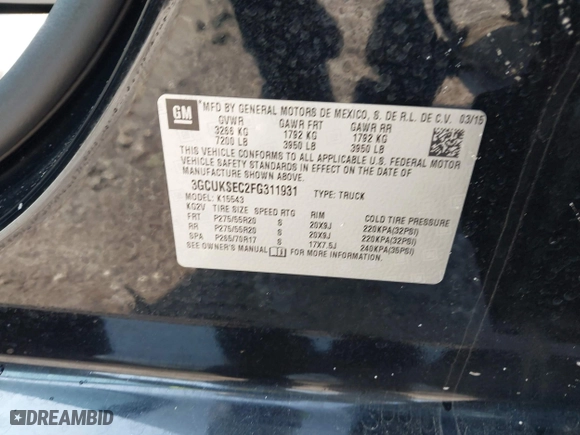 GM
MFD BY GENERAL MOTORS DE MEXICO, S. DE R.L. DE C.V. 03/15
GVWR GAWR FRT GAWR RR
3266 KG 1792 KG 1792 KG
7200 LB 3950 LB 3950 LB
THIS VEHICLE CONFORMS TO ALL APPLICABLE U.S. FEDERAL MOTOR
VEHICLE SAFETY AND THEFT PREVENTION STANDARDS IN EFFECT ON THE DATE OF
MANUFACTURE SHOWN ABOVE.
3GCUKSEC2FG311931 TYPE: TRUCK
MODEL: K15543
KG2V TIRE SIZE SPEED RTG RIM COLD TIRE PRESSURE
FRT P275/55R20 S 20X9J 220KPA(32PSI)
RR P275/55R20 S 20X9J 220KPA(32PSI)
SPA P265/70R17 S 17X7.5J 240KPA(35PSI)
SEE OWNER'S MANUAL FOR MORE INFORMATION.
DREAMBID